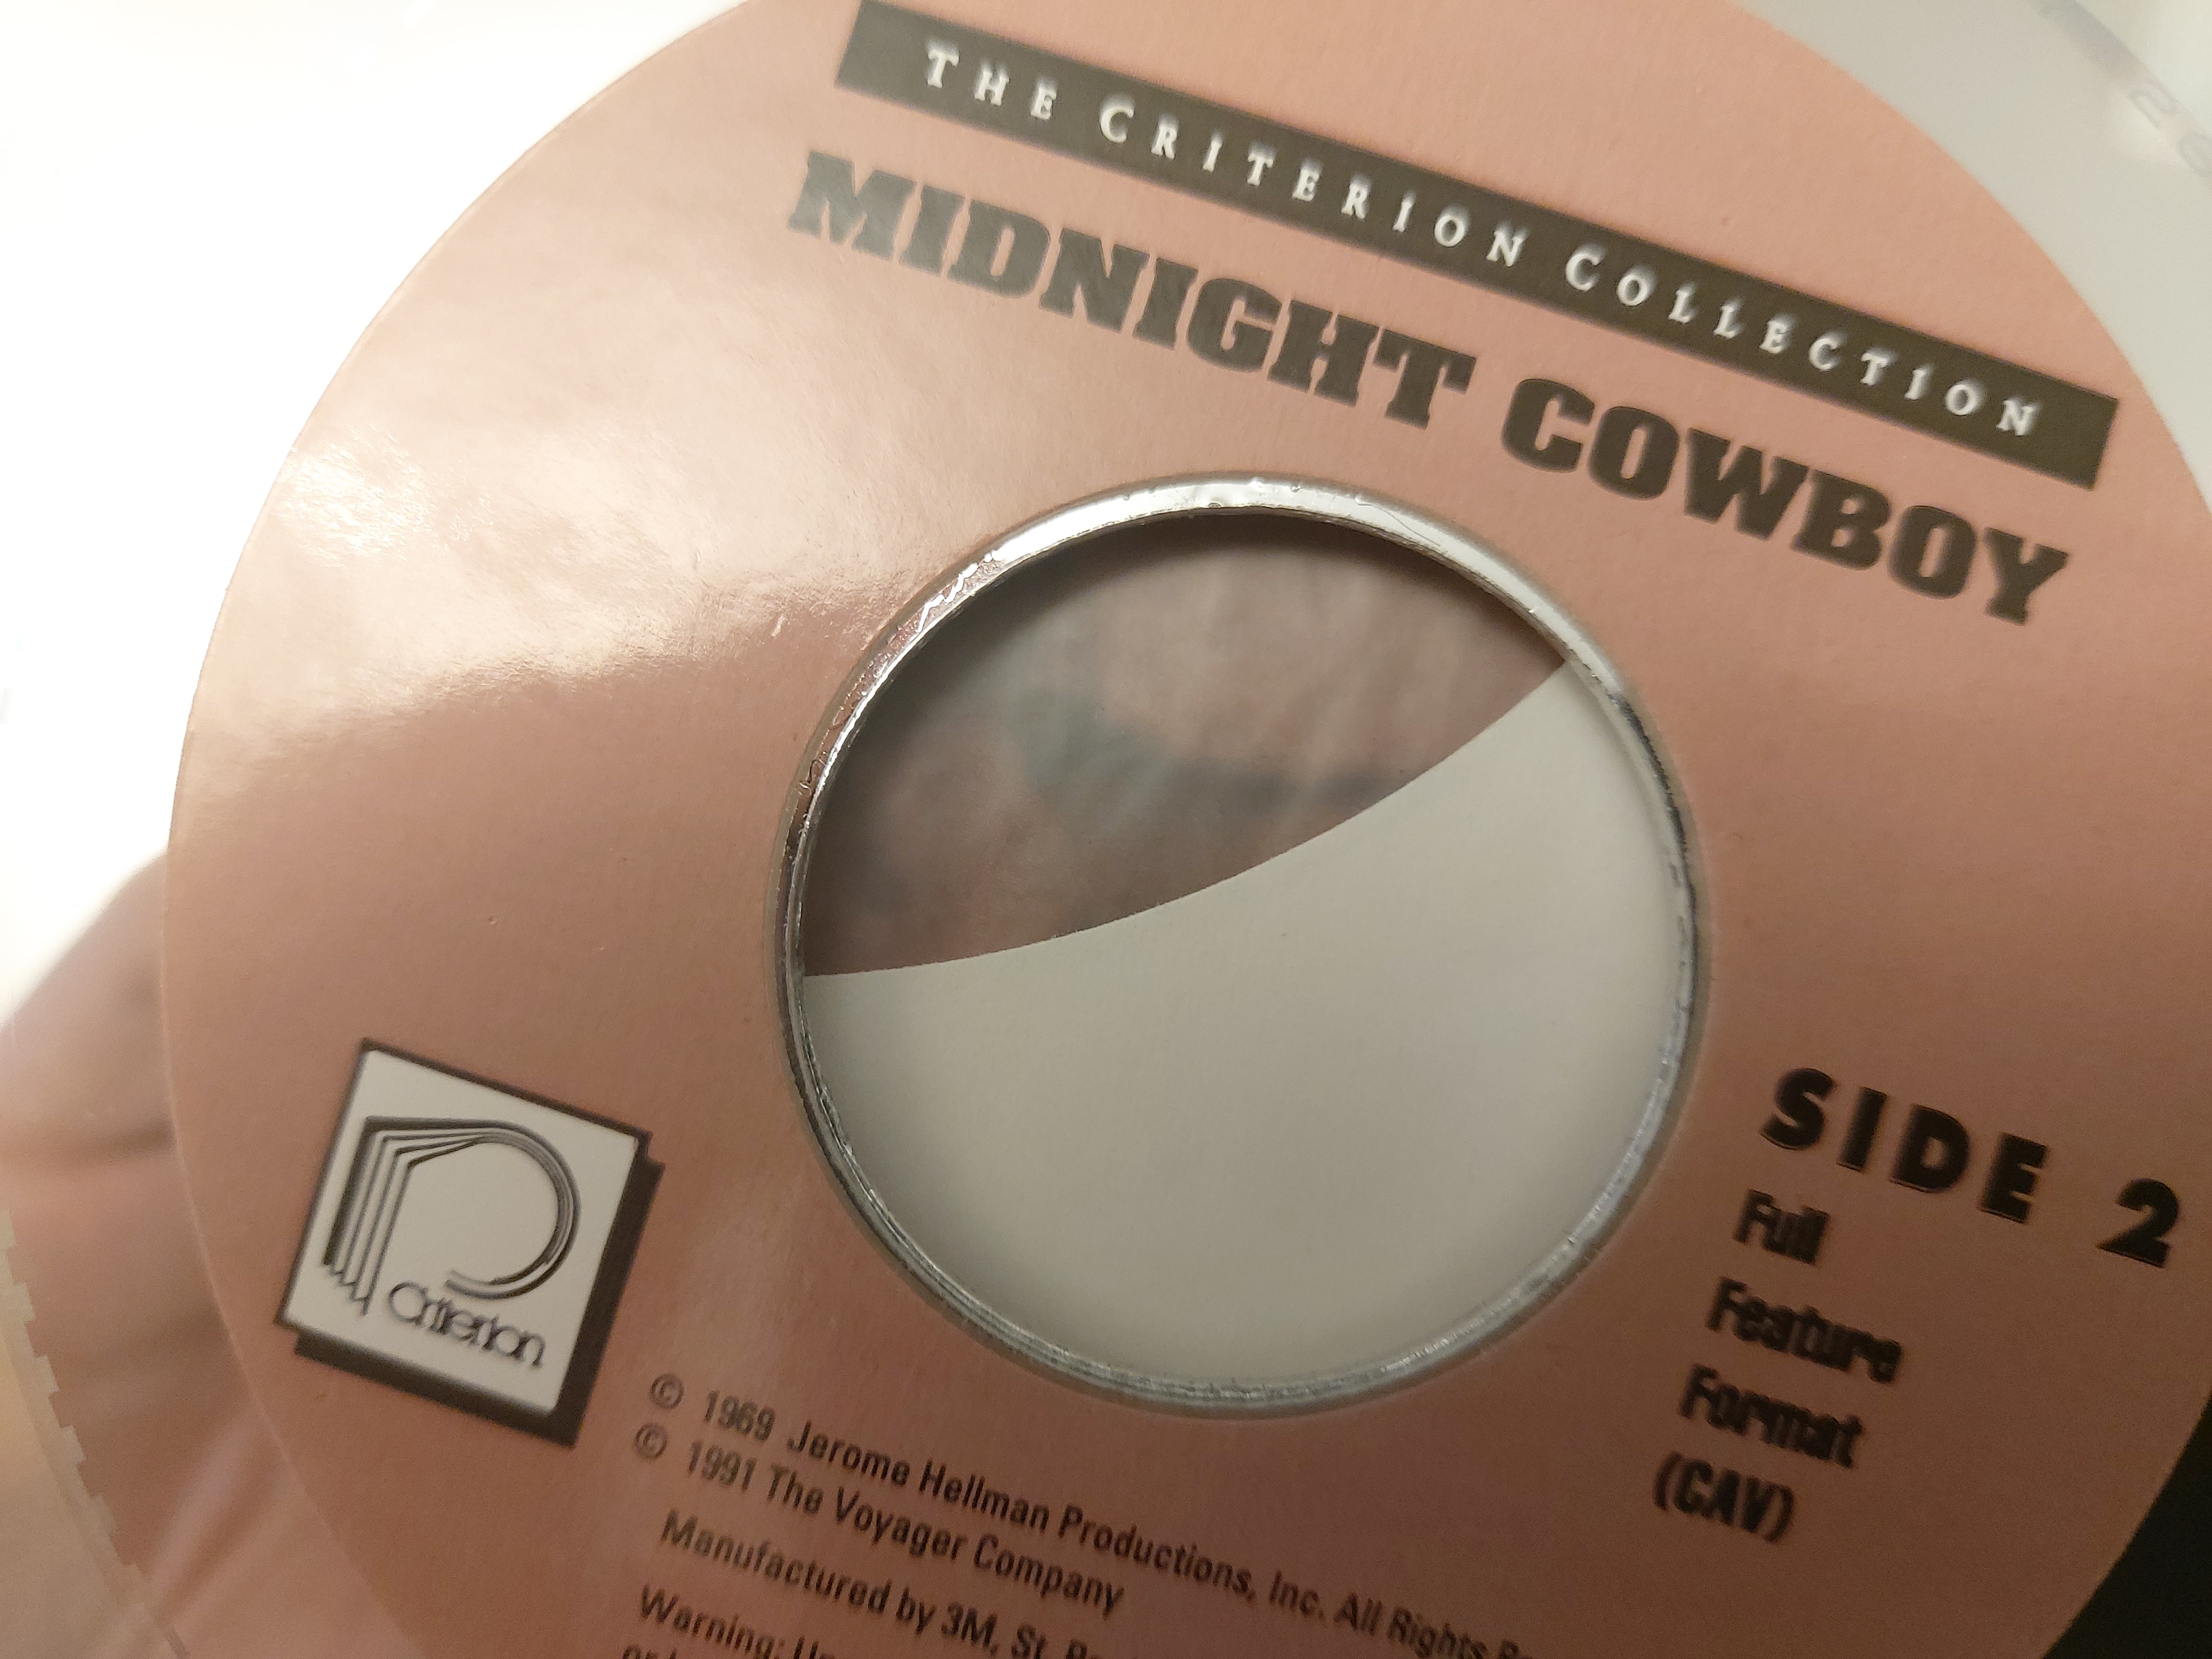 THE CRITERION COLLECTION
MIDNIGHT COWBOY
SIDE 2
Full
Feature
Format
(CAV)
Criterion
© 1969 Jerome Hellman Productions, Inc. All Rights
© 1991 The Voyager Company
Manufactured by 3M, St.
Warning: